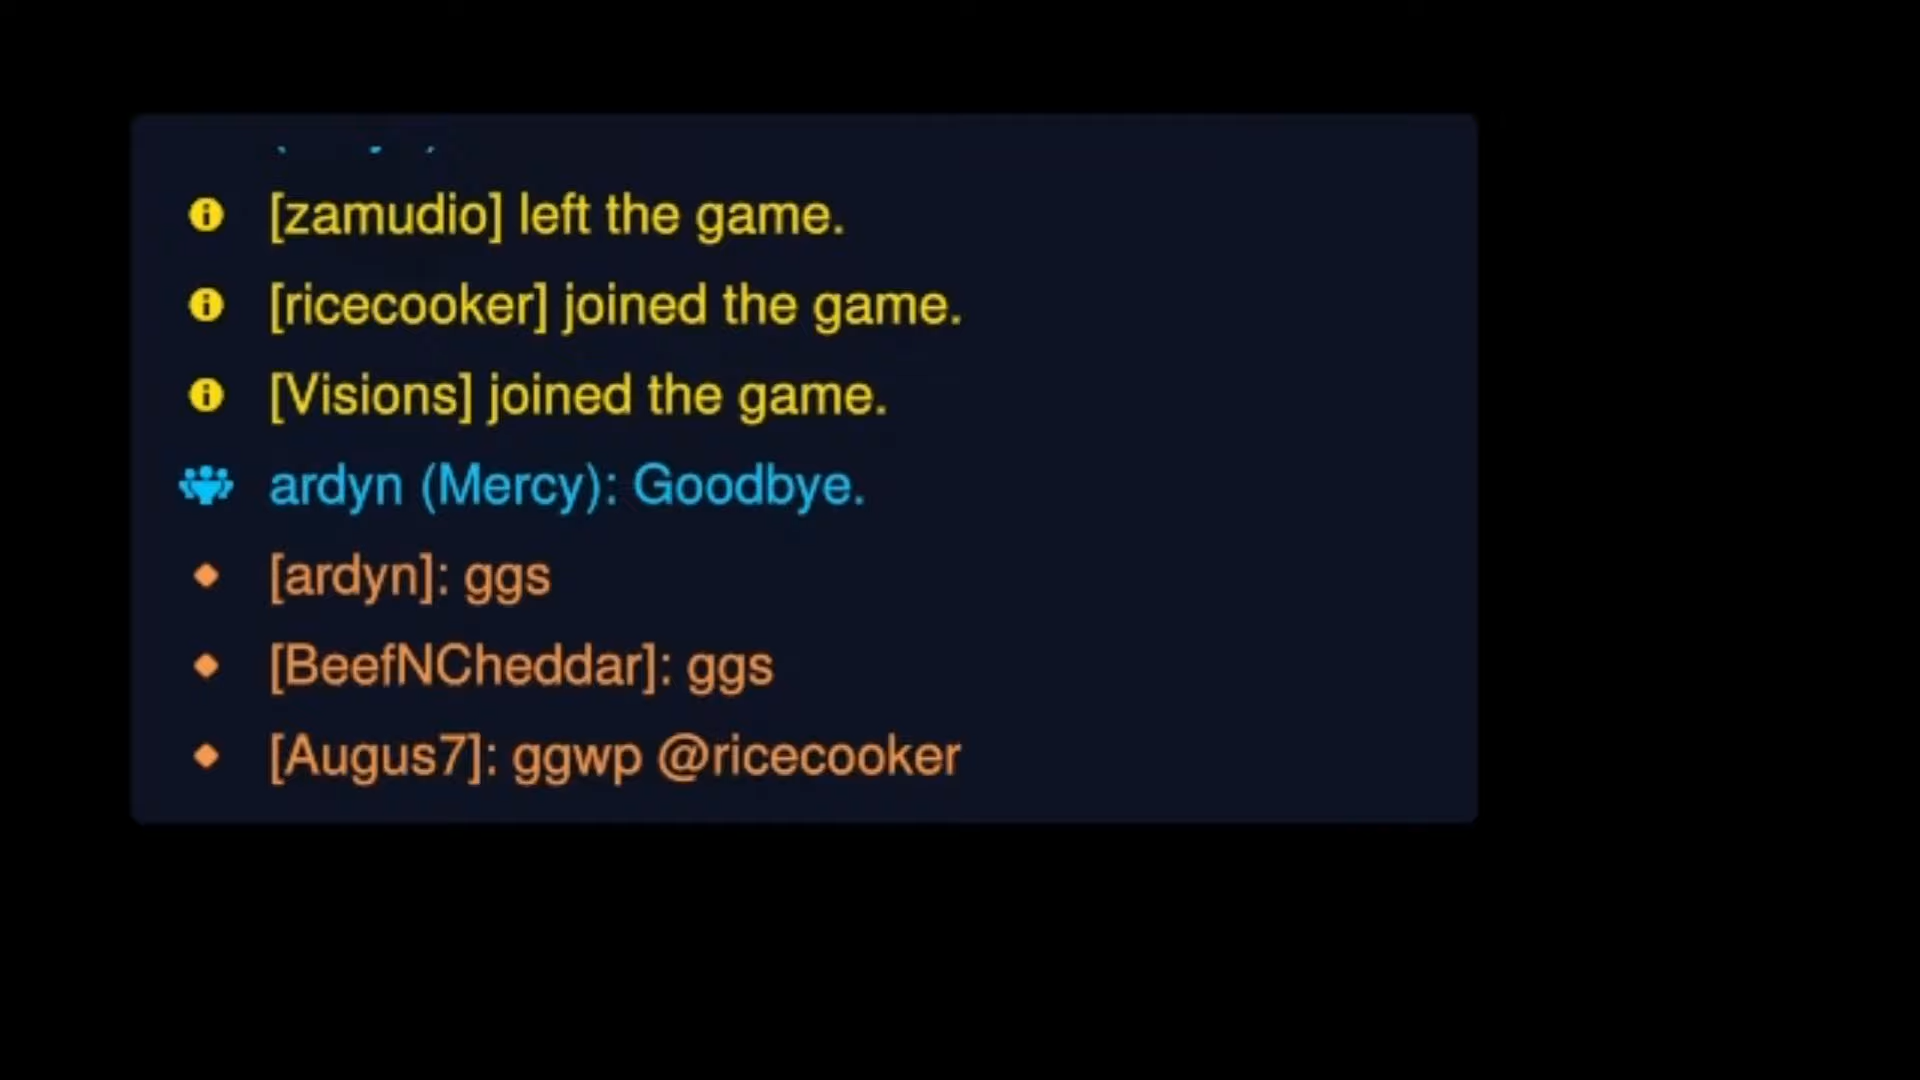 [zamudio] left the game.
[ricecooker] joined the game.
[Visions] joined the game.
ardyn (Mercy): Goodbye.
[ardyn]: ggs
[BeefNCheddar]: ggs
[Augus7]: ggwp @ricecooker